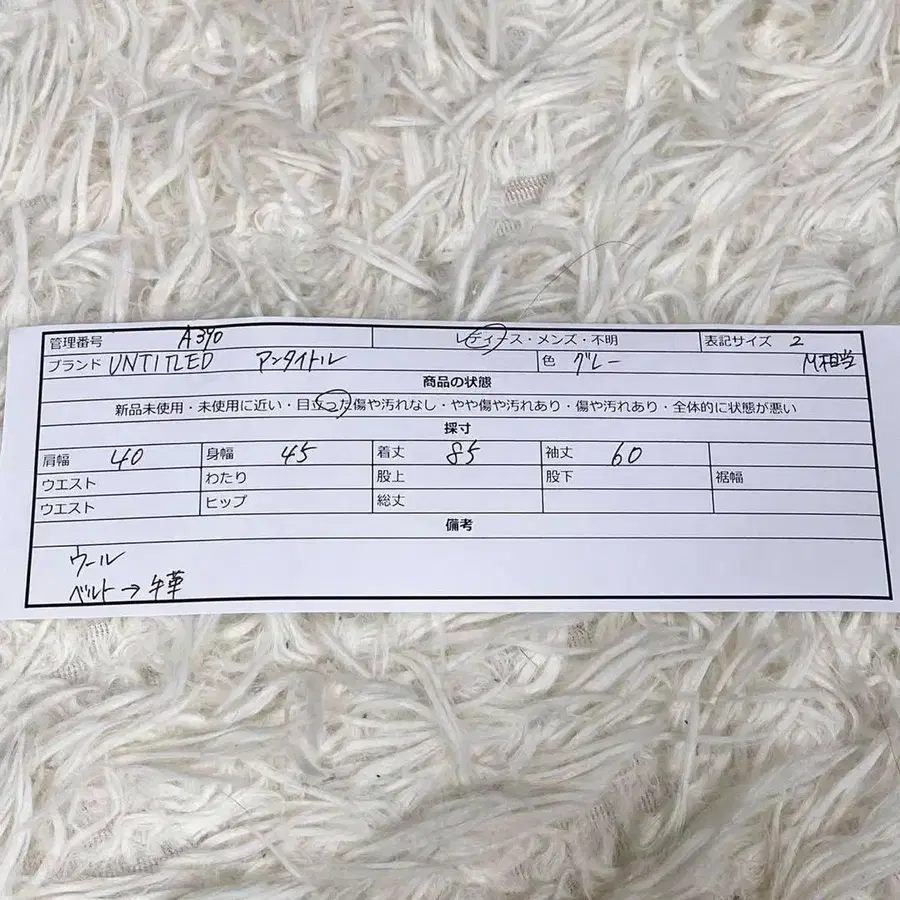 管理番号 A390 レディース・メンズ・不明 表記サイズ 2
ブランド UNTITLED アンタイトル 色 グレー M相当
商品の状態
新品未使用・未使用に近い・目立った傷や汚れなし・やや傷や汚れあり・傷や汚れあり・全体的に状態が悪い
採寸
肩幅 40 身幅 45 着丈 85 袖丈 60
ウエスト わたり 股上 股下 裾幅
ウエスト ヒップ 総丈
備考
ウール
ベルト→牛革